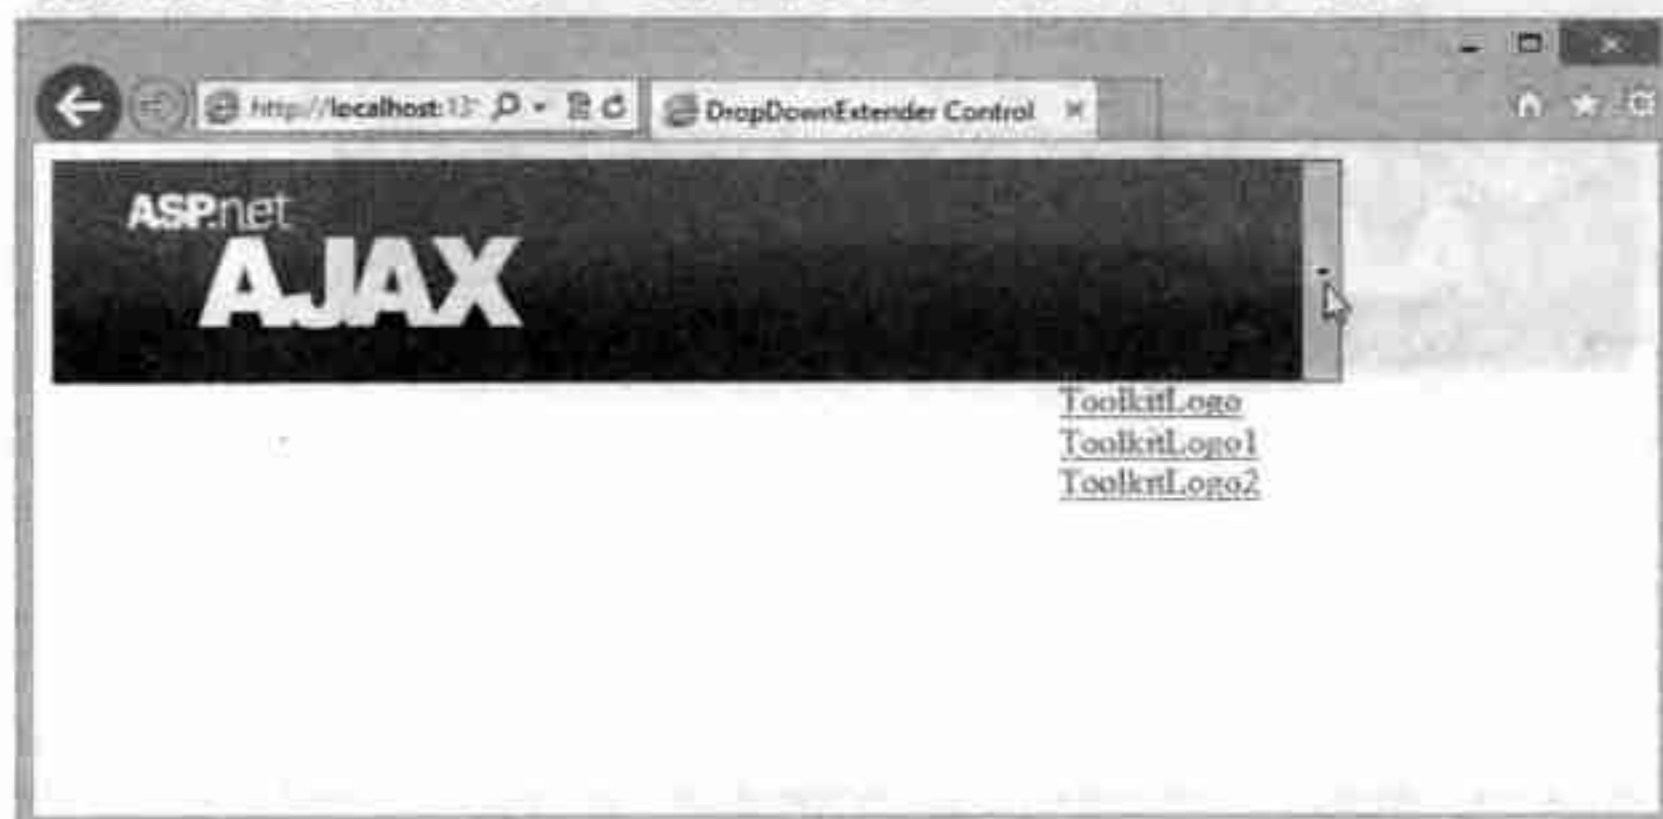 http://localhost:13
DropDownExtender Control
ASP.net
AJAX
ToolkitLogo
ToolkitLogo1
ToolkitLogo2